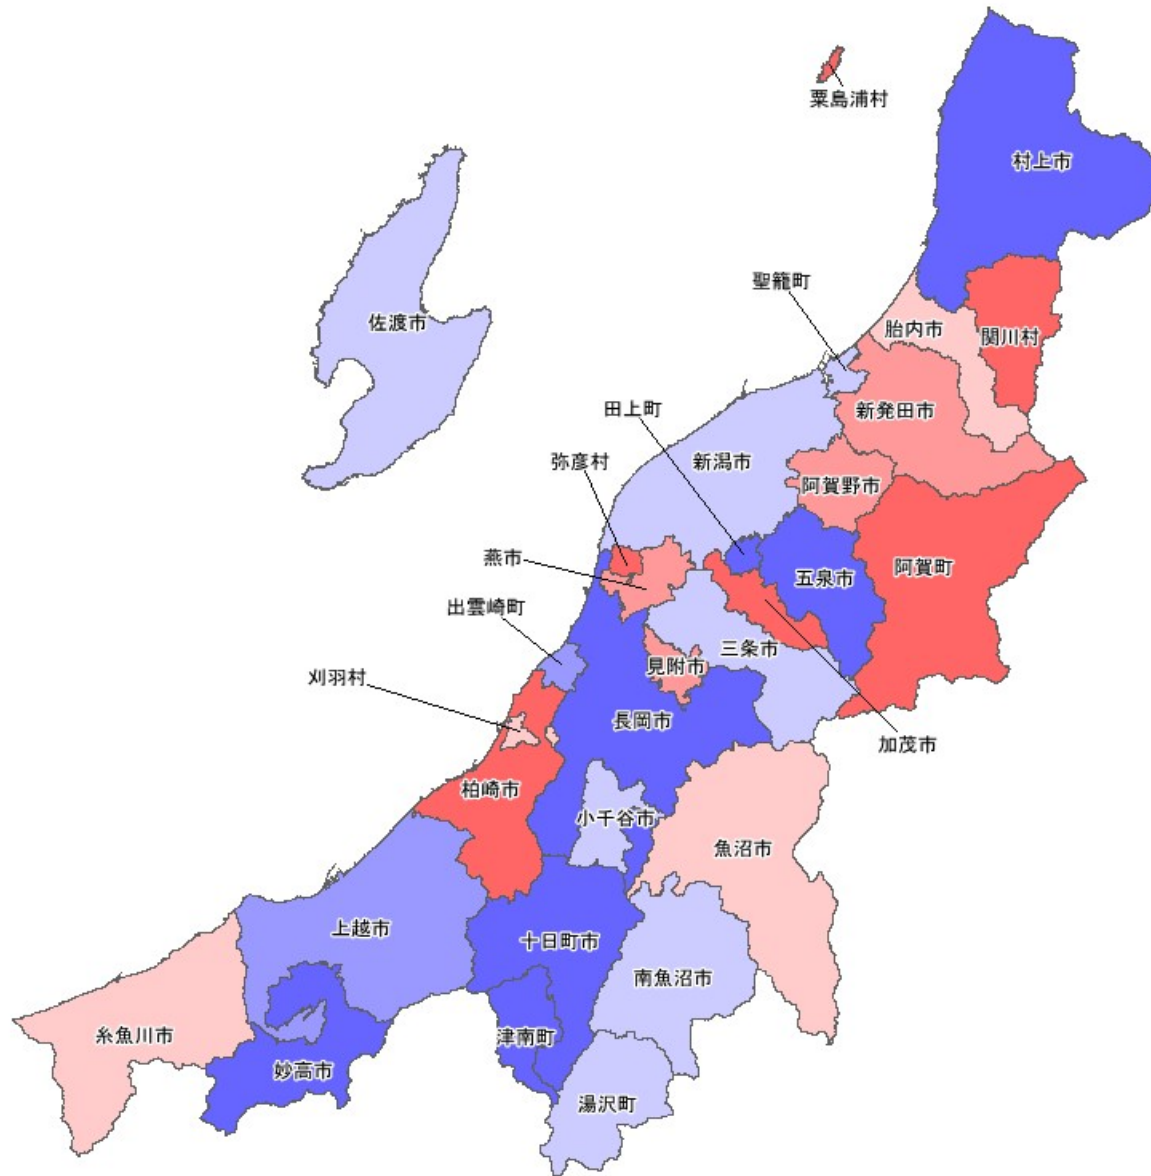 粟島浦村
村上市
聖籠町
佐渡市
胎内市
関川村
田上町
新発田市
弥彦村
新潟市
阿賀野市
燕市
五泉市
阿賀町
出雲崎町
三条市
見附市
刈羽村
長岡市
加茂市
柏崎市
小千谷市
魚沼市
上越市
十日町市
南魚沼市
糸魚川市
津南町
妙高市
湯沢町